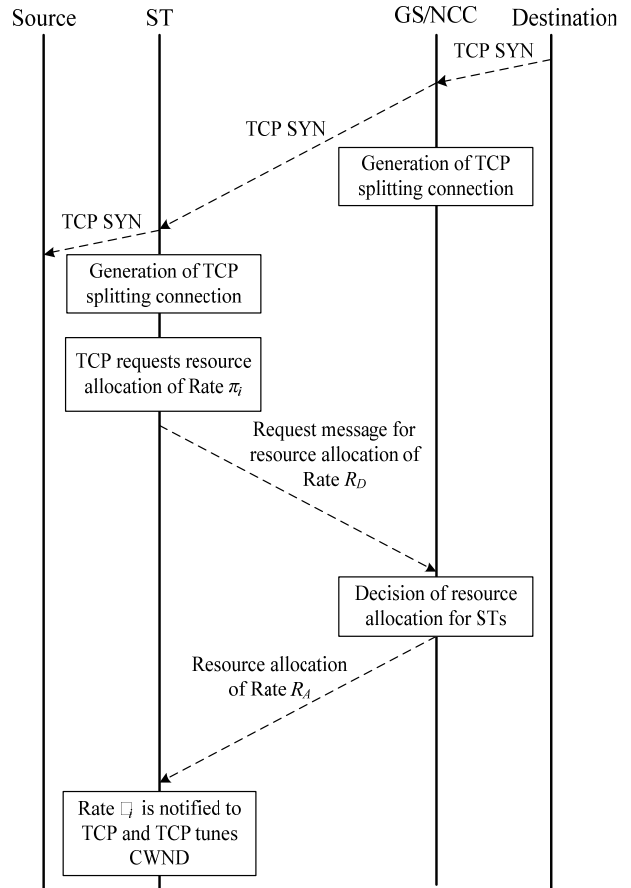 Source
ST
GS/NCC
Destination
TCP SYN
TCP SYN
Generation of TCP
splitting connection
TCP SYN
Generation of TCP
splitting connection
TCP requests resource
allocation of Rate πi
Request message for
resource allocation of
Rate RD
Decision of resource
allocation for STs
Resource allocation
of Rate RA
Rate □i is notified to
TCP and TCP tunes
CWND